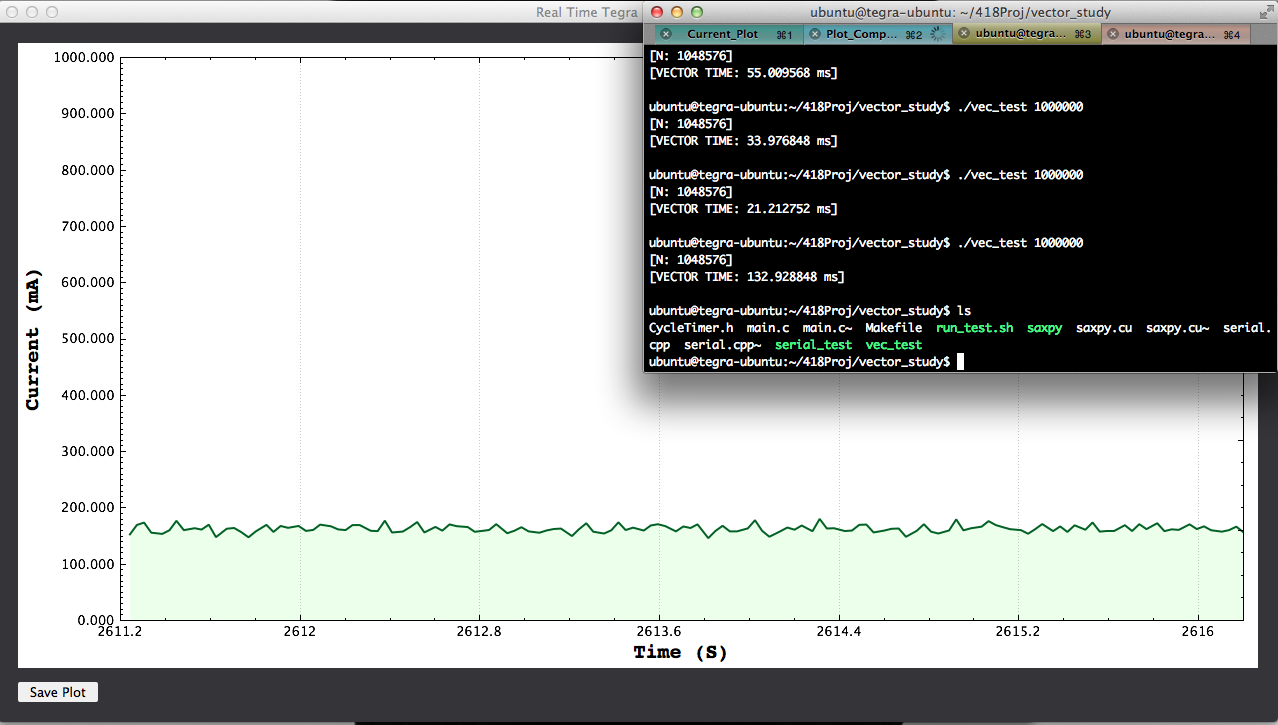 Real Time Tegra
ubuntu@tegra-ubuntu: ~/418Proj/vector_study
Current_Plot ⌘1
Plot_Comp... ⌘2
ubuntu@tegra... ⌘3
ubuntu@tegra... ⌘4
[N: 1048576]
[VECTOR TIME: 55.009568 ms]
ubuntu@tegra-ubuntu:~/418Proj/vector_study$ ./vec_test 1000000
[N: 1048576]
[VECTOR TIME: 33.976848 ms]
ubuntu@tegra-ubuntu:~/418Proj/vector_study$ ./vec_test 1000000
[N: 1048576]
[VECTOR TIME: 21.212752 ms]
ubuntu@tegra-ubuntu:~/418Proj/vector_study$ ./vec_test 1000000
[N: 1048576]
[VECTOR TIME: 132.928848 ms]
ubuntu@tegra-ubuntu:~/418Proj/vector_study$ ls
CycleTimer.h main.c main.c~ Makefile run_test.sh saxpy saxpy.cu saxpy.cu~ serial.
cpp serial.cpp~ serial_test vec_test
ubuntu@tegra-ubuntu:~/418Proj/vector_study$
1000.000
900.000
800.000
700.000
600.000
500.000
400.000
300.000
200.000
100.000
0.000
Current (mA)
2611.2 2612 2612.8 2613.6 2614.4 2615.2 2616
Time (S)
Save Plot